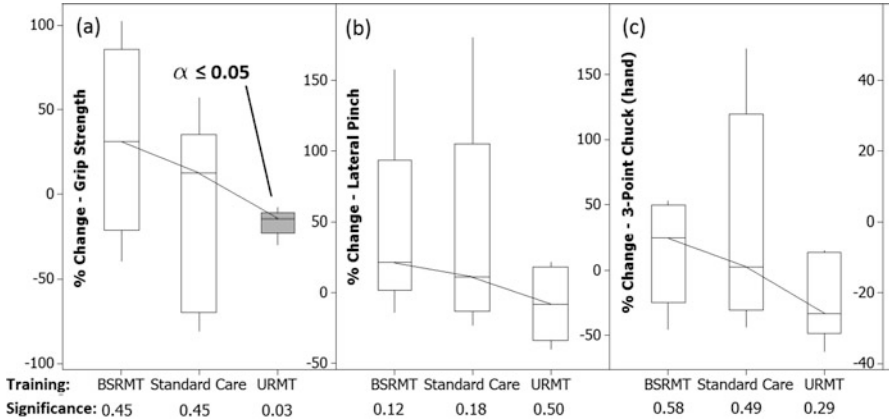 (a)
(b)
(c)
α ≤ 0.05
% Change - Grip Strength
100
50
0
-50
-100
% Change - Lateral Pinch
150
100
50
0
-50
% Change - 3-Point Chuck (hand)
150
100
50
0
-50
40
20
0
-20
-40
Training: BSRMT Standard Care URMT BSRMT Standard Care URMT BSRMT Standard Care URMT
Significance: 0.45 0.45 0.03 0.12 0.18 0.50 0.58 0.49 0.29